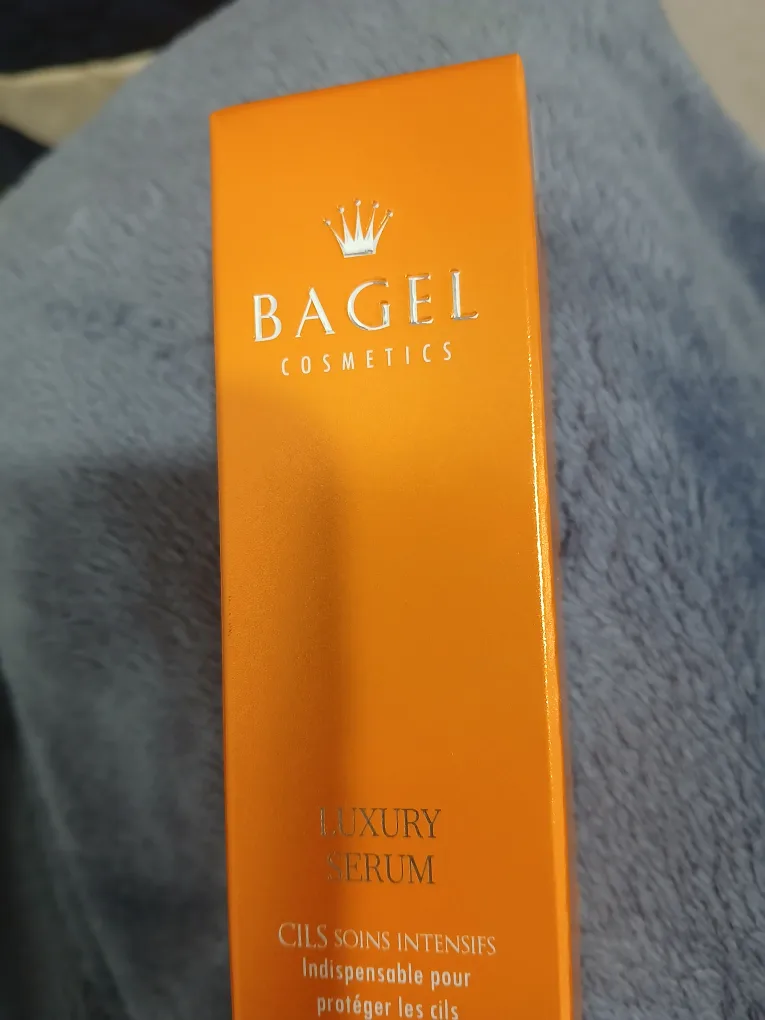 BAGEL
COSMETICS
LUXURY
SERUM
CILS SOINS INTENSIFS
Indispensable pour
protéger les cils